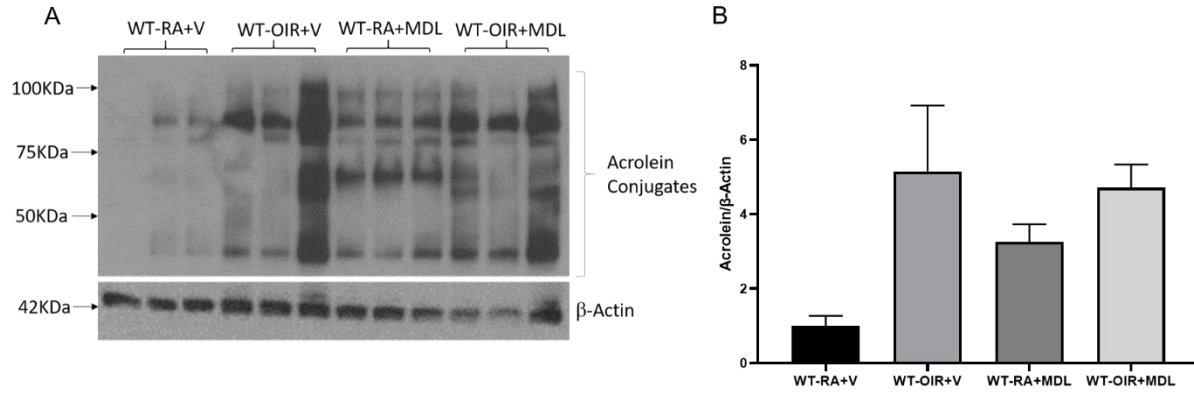 A
WT-RA+V WT-OIR+V WT-RA+MDL WT-OIR+MDL
100KDa
75KDa
50KDa
42KDa
Acrolein
Conjugates
β-Actin
B
Acrolein/β-Actin
8
6
4
2
0
WT-RA+V WT-OIR+V WT-RA+MDL WT-OIR+MDL